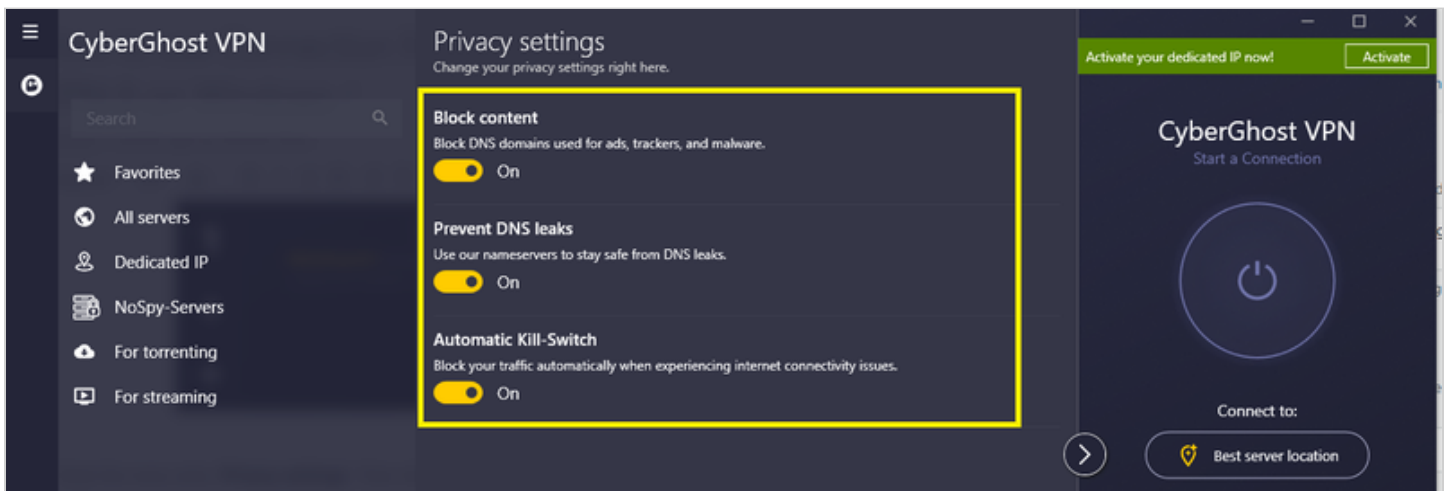 CyberGhost VPN
Search
Favorites
All servers
Dedicated IP
NoSpy-Servers
For torrenting
For streaming
Privacy settings
Change your privacy settings right here.
Block content
Block DNS domains used for ads, trackers, and malware.
On
Prevent DNS leaks
Use our nameservers to stay safe from DNS leaks.
On
Automatic Kill-Switch
Block your traffic automatically when experiencing internet connectivity issues.
On
Activate your dedicated IP now!
Activate
CyberGhost VPN
Start a Connection
Connect to:
Best server location